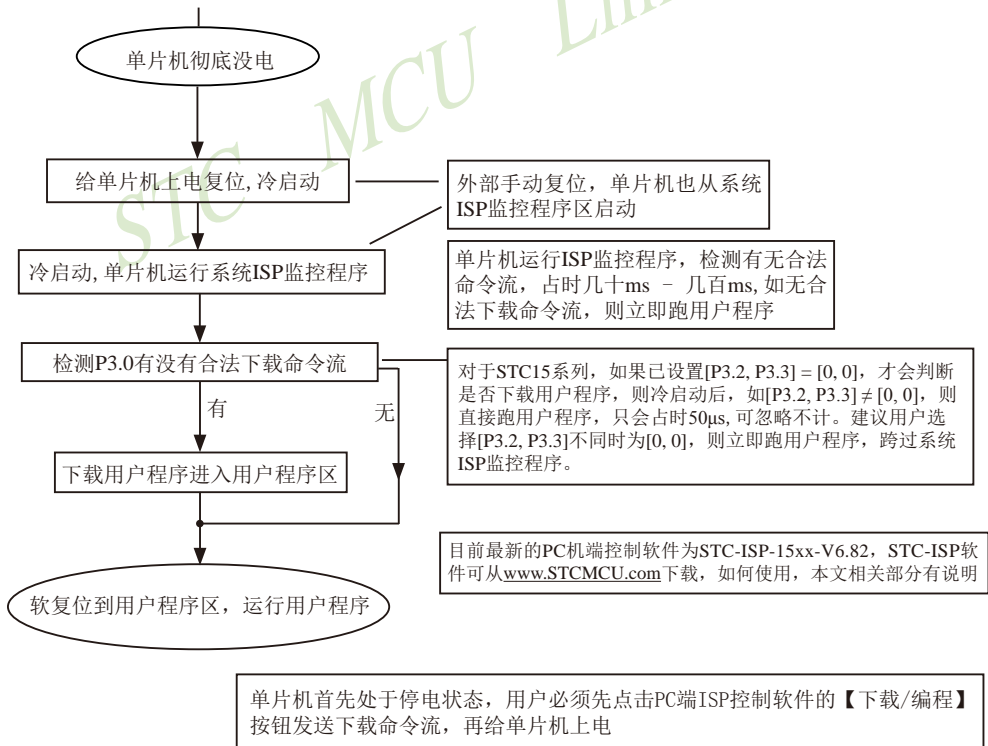 单片机彻底没电
给单片机上电复位,冷启动
外部手动复位，单片机也从系统
ISP监控程序区启动
冷启动,单片机运行系统ISP监控程序
单片机运行ISP监控程序，检测有无合法
命令流，占时几十ms － 几百ms,如无合
法下载命令流，则立即跑用户程序
检测P3.0有没有合法下载命令流
对于STC15系列，如果已设置[P3.2, P3.3] = [0, 0]，才会判断
是否下载用户程序，则冷启动后，如[P3.2, P3.3] ≠ [0, 0]，则
直接跑用户程序，只会占时50μs,可忽略不计。建议用户选
择[P3.2, P3.3]不同时为[0, 0]，则立即跑用户程序，跨过系统
ISP监控程序。
有
无
下载用户程序进入用户程序区
目前最新的PC机端控制软件为STC-ISP-15xx-V6.82，STC-ISP软
件可从www.STCMCU.com下载，如何使用，本文相关部分有说明
软复位到用户程序区，运行用户程序
单片机首先处于停电状态，用户必须先点击PC端ISP控制软件的【下载/编程】
按钮发送下载命令流，再给单片机上电
STC MCU